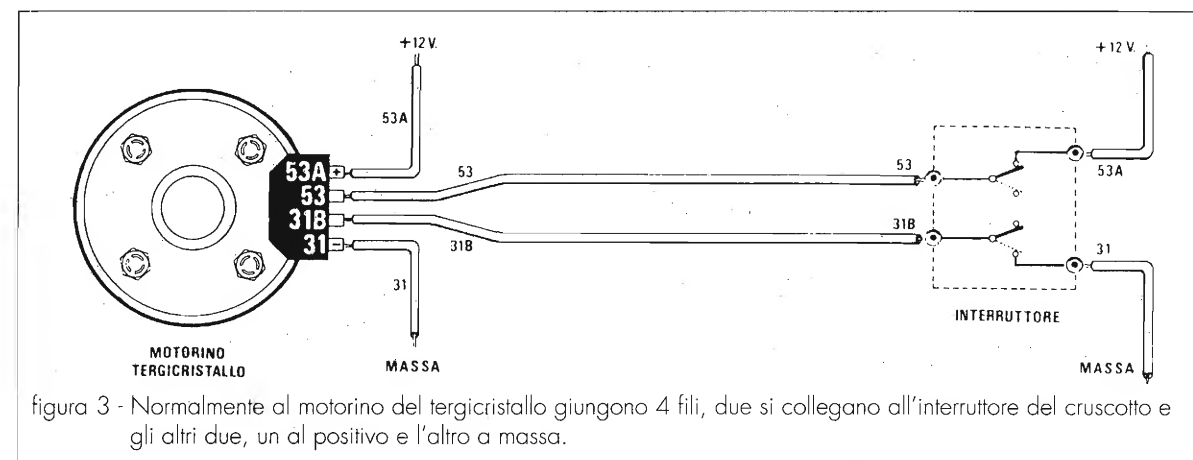 +12 V.
+12 V.
53A
53A
+
53
53
53
53A
31B
31B
31B
31
-
31
31
INTERRUTTORE
MOTORINO
TERGICRISTALLO
MASSA
MASSA
figura 3 - Normalmente al motorino del tergicristallo giungono 4 fili, due si collegano all'interruttore del cruscotto e
gli altri due, un al positivo e l'altro a massa.